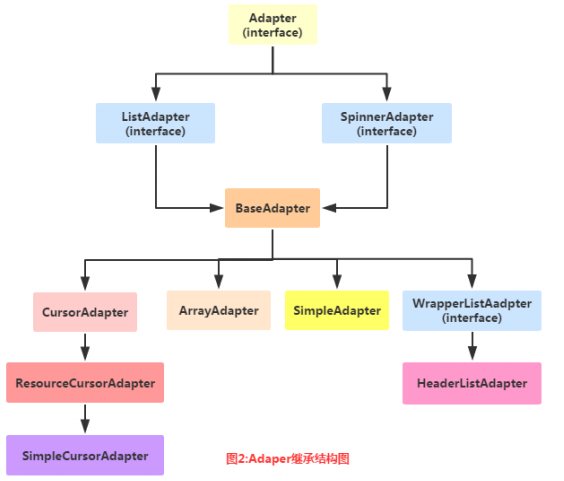 Adapter
(interface)
ListAdapter
(interface)
SpinnerAdapter
(interface)
BaseAdapter
CursorAdapter
ArrayAdapter
SimpleAdapter
WrapperListAadpter
(interface)
ResourceCursorAdapter
HeaderListAdapter
SimpleCursorAdapter
图2:Adaper继承结构图